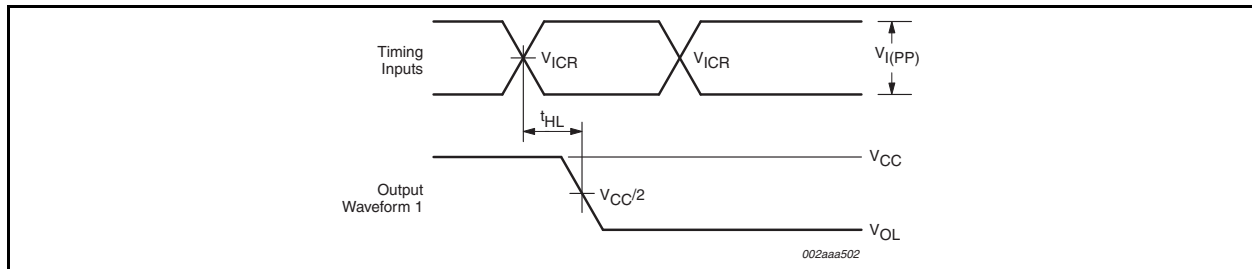 Timing
Inputs
VICR
VICR
VI(PP)
tHL
VCC
Output
Waveform 1
VCC/2
VOL
002aaa502